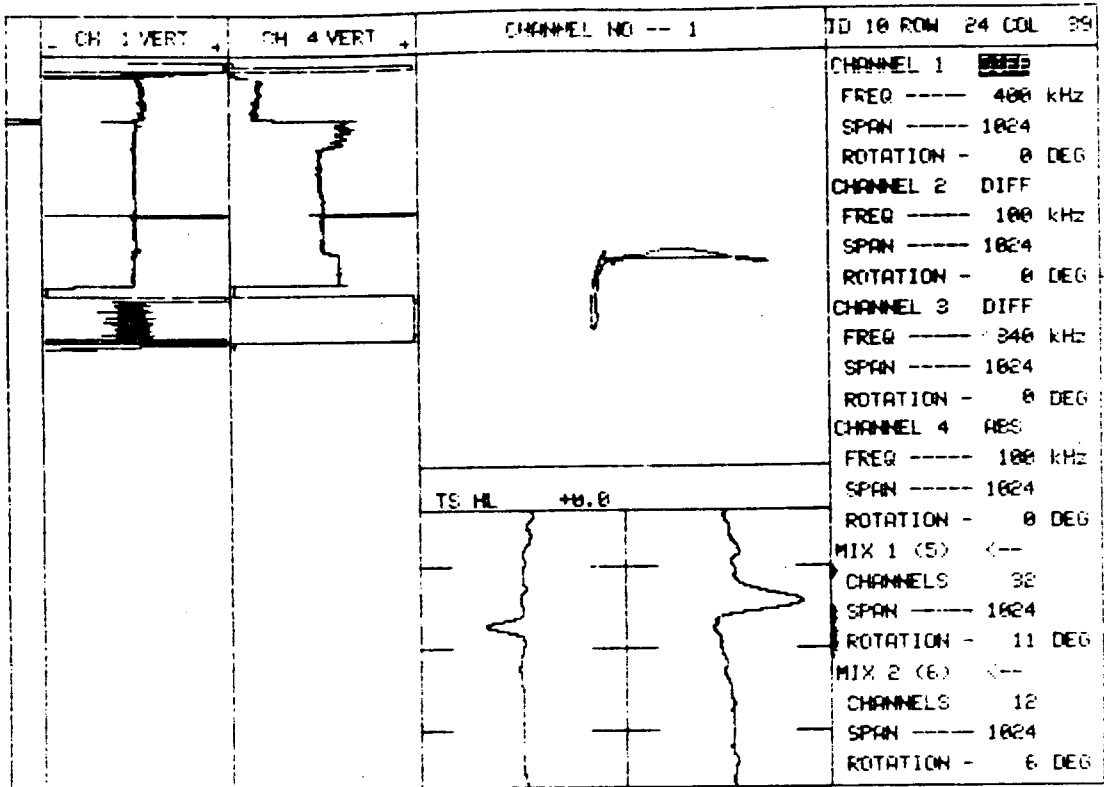 - CH 1 VERT +
CH 4 VERT +
CHANNEL NO -- 1
ID 10 ROW 24 COL 39
TS HL +0.0
CHANNEL 1 DIFF
FREQ ----- 400 kHz
SPAN ----- 1024
ROTATION - 0 DEG
CHANNEL 2 DIFF
FREQ ----- 100 kHz
SPAN ----- 1024
ROTATION - 0 DEG
CHANNEL 3 DIFF
FREQ ----- 340 kHz
SPAN ----- 1024
ROTATION - 0 DEG
CHANNEL 4 ABS
FREQ ----- 100 kHz
SPAN ----- 1024
ROTATION - 0 DEG
MIX 1 (5) <--
CHANNELS 32
SPAN ----- 1024
ROTATION - 11 DEG
MIX 2 (6) <--
CHANNELS 12
SPAN ----- 1024
ROTATION - 6 DEG